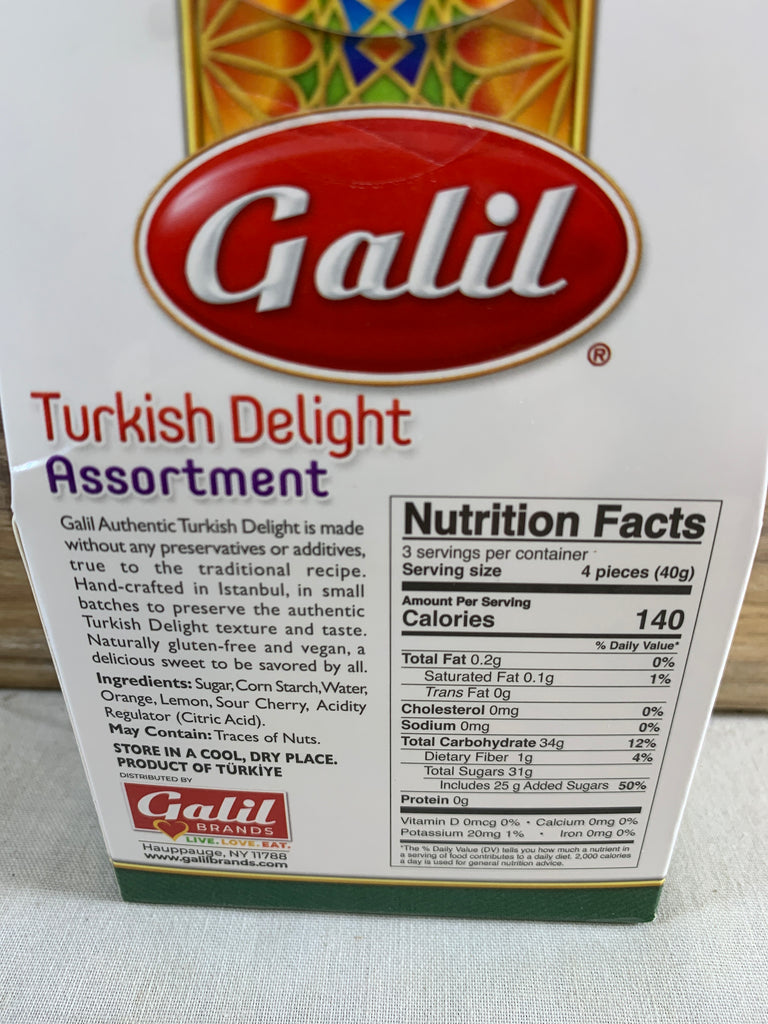 Galil
®
Turkish Delight
Assortment
Galil Authentic Turkish Delight is made
without any preservatives or additives,
true to the traditional recipe.
Hand-crafted in Istanbul, in small
batches to preserve the authentic
Turkish Delight texture and taste.
Naturally gluten-free and vegan, a
delicious sweet to be savored by all.
Ingredients: Sugar, Corn Starch, Water,
Orange, Lemon, Sour Cherry, Acidity
Regulator (Citric Acid).
May Contain: Traces of Nuts.
STORE IN A COOL, DRY PLACE.
PRODUCT OF TÜRKİYE
DISTRIBUTED BY
Galil
BRANDS
LIVE. LOVE. EAT.
Hauppauge, NY 11788
www.galilbrands.com
Nutrition Facts
3 servings per container
Serving size 4 pieces (40g)
Amount Per Serving
Calories 140
% Daily Value*
Total Fat 0.2g 0%
Saturated Fat 0.1g 1%
Trans Fat 0g
Cholesterol 0mg 0%
Sodium 0mg 0%
Total Carbohydrate 34g 12%
Dietary Fiber 1g 4%
Total Sugars 31g
Includes 25 g Added Sugars 50%
Protein 0g
Vitamin D 0mcg 0% • Calcium 0mg 0%
Potassium 20mg 1% • Iron 0mg 0%
*The % Daily Value (DV) tells you how much a nutrient in
a serving of food contributes to a daily diet. 2,000 calories
a day is used for general nutrition advice.